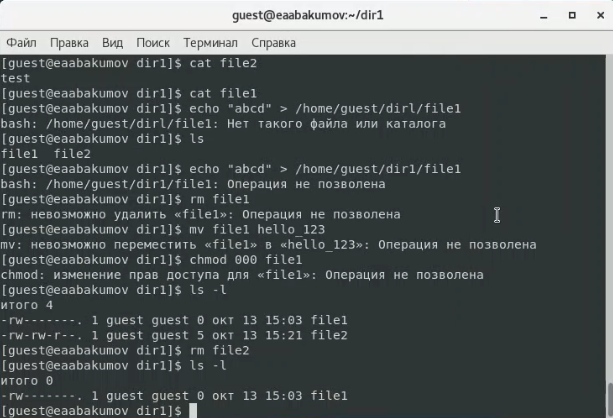 guest@eaabakumov:~/dir1
Файл Правка Вид Поиск Терминал Справка
[guest@eaabakumov dir1]$ cat file2
test
[guest@eaabakumov dir1]$ cat file1
[guest@eaabakumov dir1]$ echo "abcd" > /home/guest/dirl/file1
bash: /home/guest/dirl/file1: Нет такого файла или каталога
[guest@eaabakumov dir1]$ ls
file1  file2
[guest@eaabakumov dir1]$ echo "abcd" > /home/guest/dir1/file1
bash: /home/guest/dir1/file1: Операция не позволена
[guest@eaabakumov dir1]$ rm file1
rm: невозможно удалить «file1»: Операция не позволена
[guest@eaabakumov dir1]$ mv file1 hello_123
mv: невозможно переместить «file1» в «hello_123»: Операция не позволена
[guest@eaabakumov dir1]$ chmod 000 file1
chmod: изменение прав доступа для «file1»: Операция не позволена
[guest@eaabakumov dir1]$ ls -l
итого 4
-rw-------. 1 guest guest 0 окт 13 15:03 file1
-rw-rw-r--. 1 guest guest 5 окт 13 15:21 file2
[guest@eaabakumov dir1]$ rm file2
[guest@eaabakumov dir1]$ ls -l
итого 0
-rw-------. 1 guest guest 0 окт 13 15:03 file1
[guest@eaabakumov dir1]$